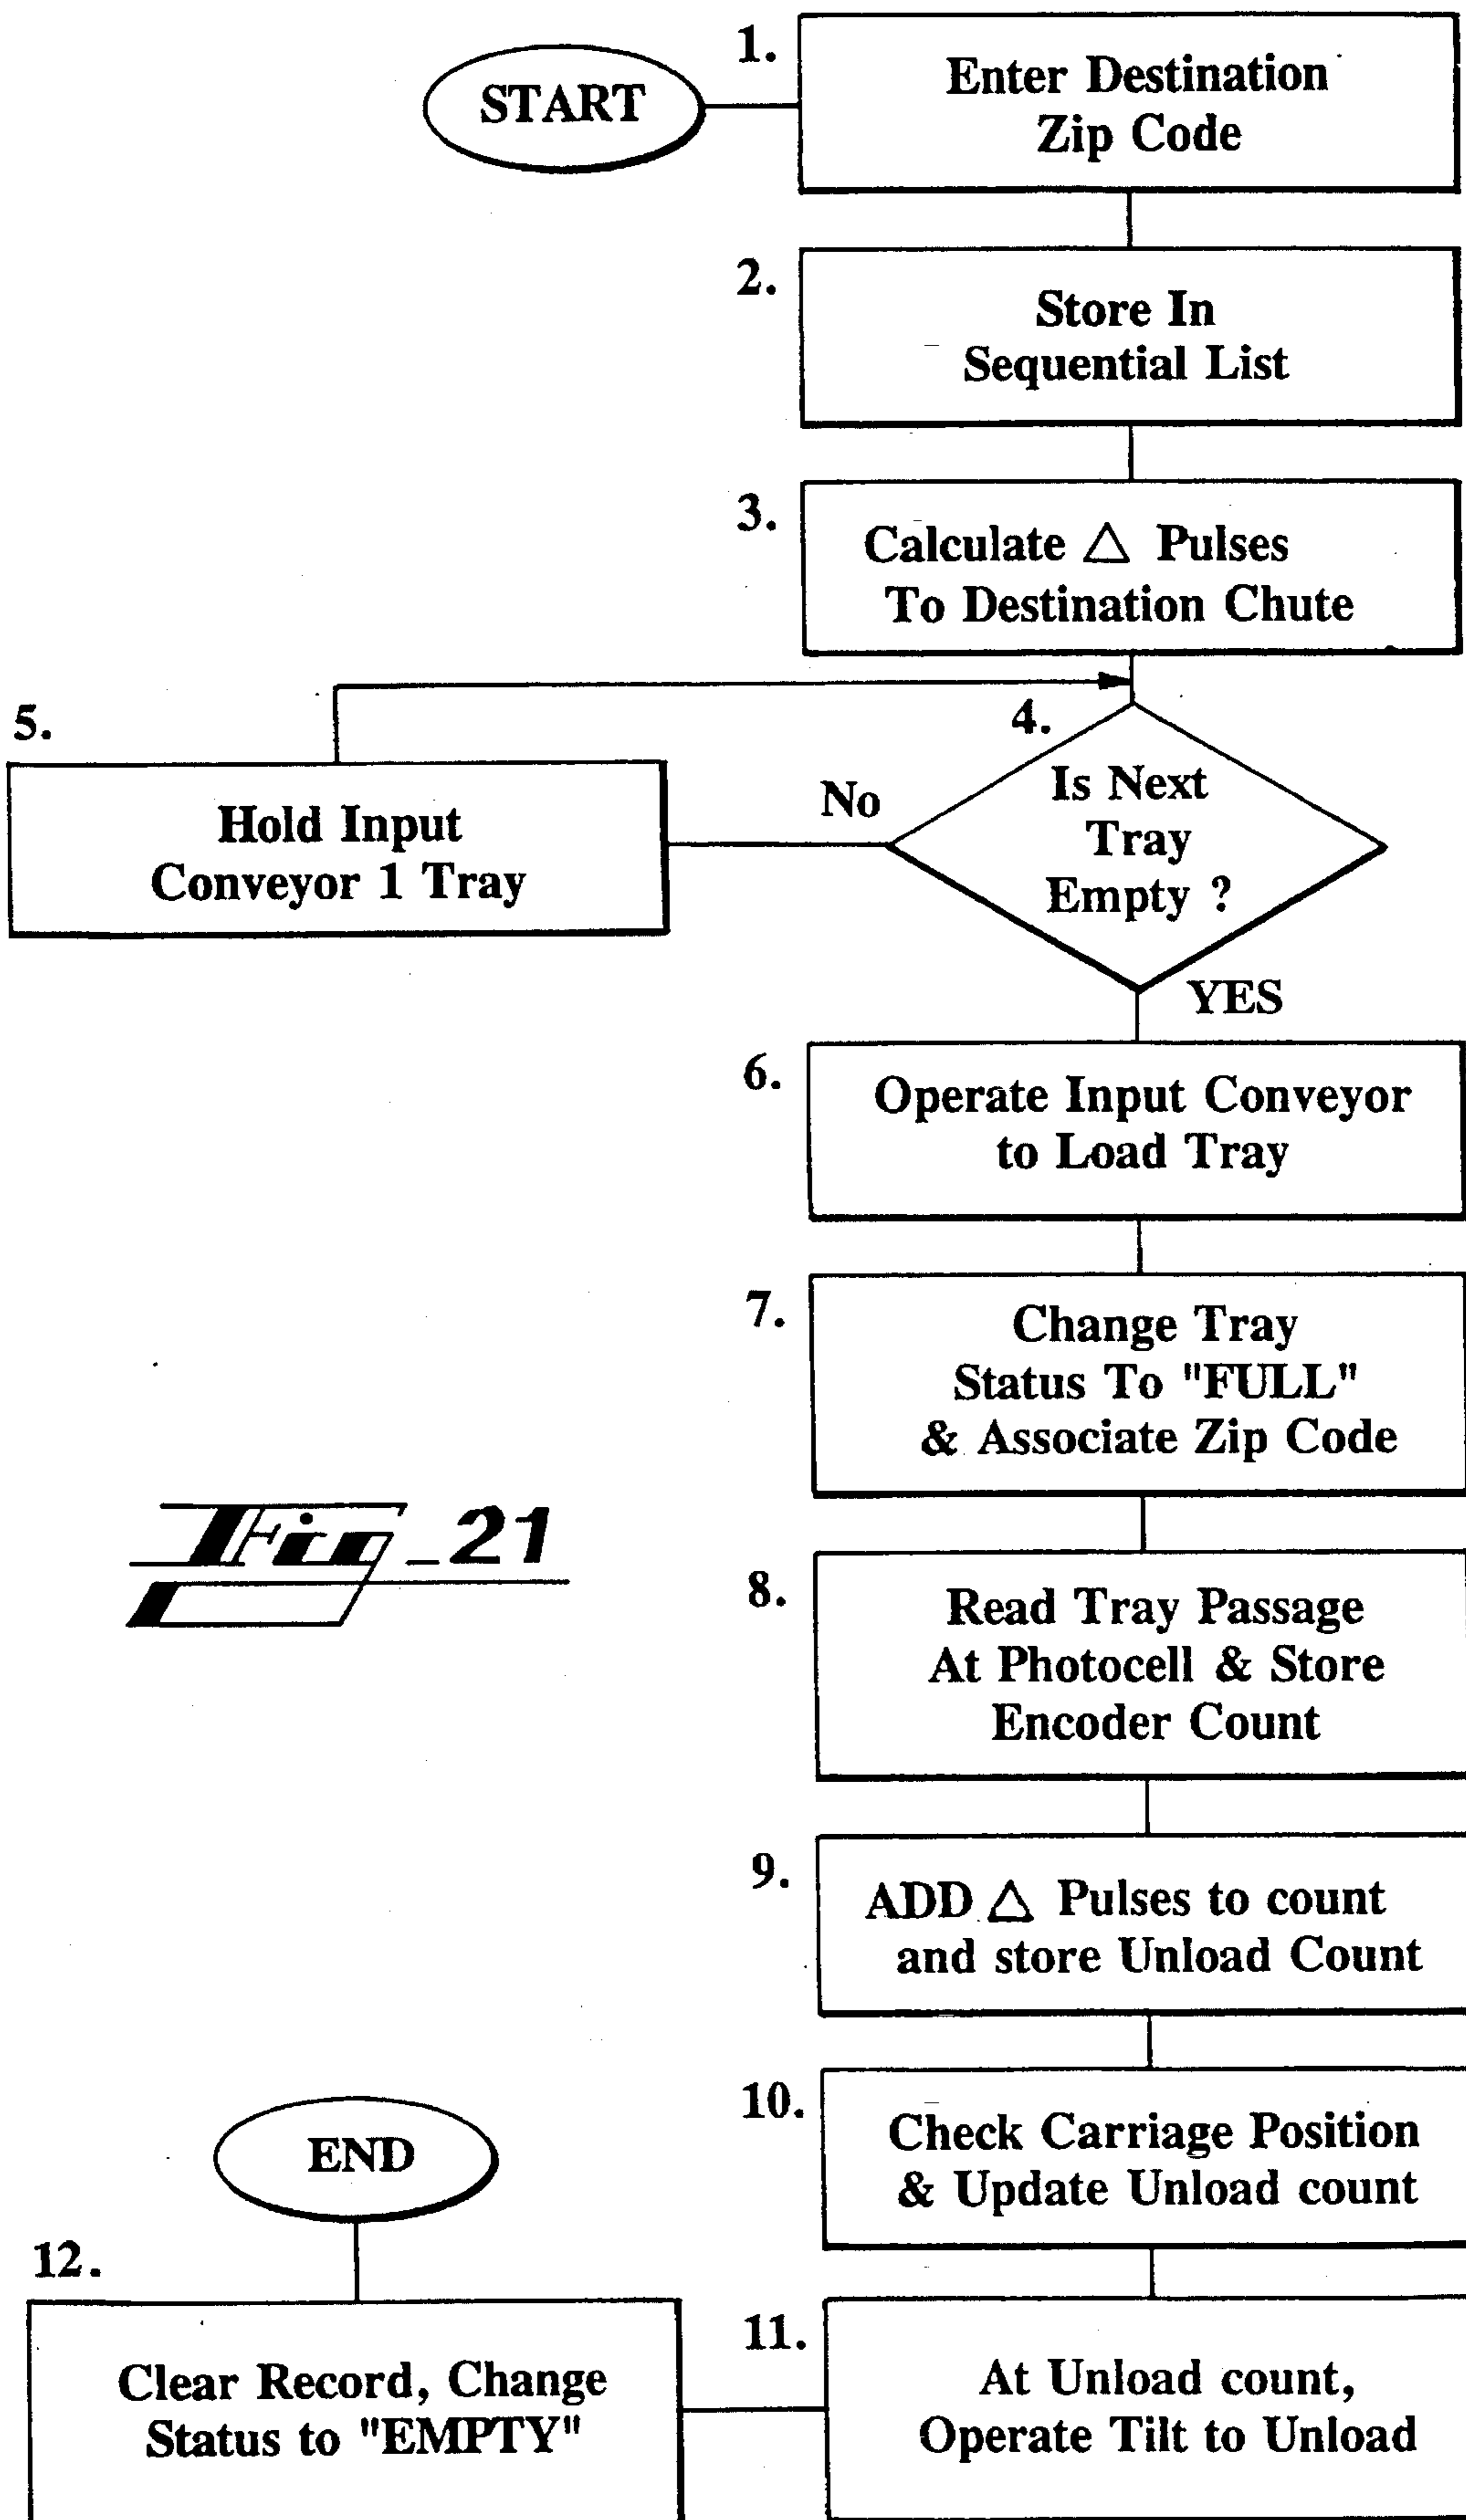 START
1.
Enter Destination
Zip Code
2.
Store In
Sequential List
3.
Calculate △ Pulses
To Destination Chute
4.
Is Next
Tray
Empty ?
No
5.
Hold Input
Conveyor 1 Tray
YES
6.
Operate Input Conveyor
to Load Tray
7.
Change Tray
Status To "FULL"
& Associate Zip Code
8.
Read Tray Passage
At Photocell & Store
Encoder Count
9.
ADD △ Pulses to count
and store Unload Count
10.
Check Carriage Position
& Update Unload count
11.
At Unload count,
Operate Tilt to Unload
12.
Clear Record, Change
Status to "EMPTY"
END
Fig_21